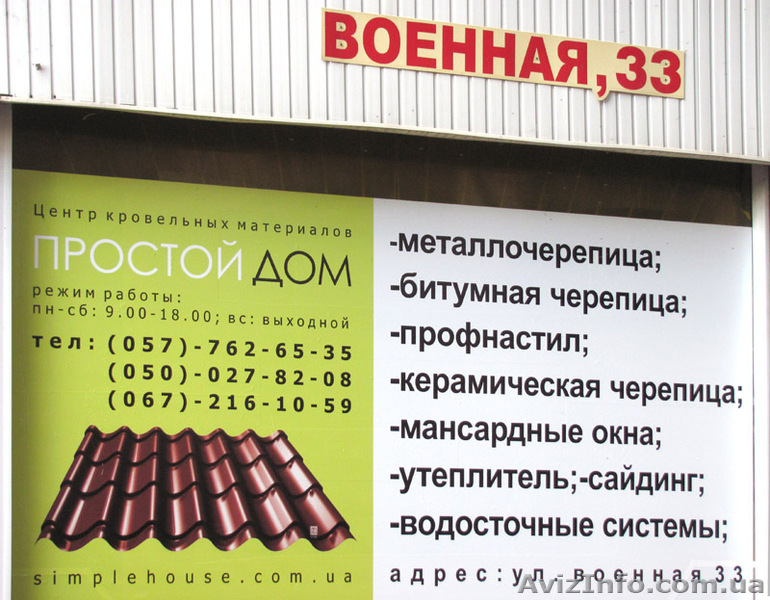 ВОЕННАЯ,33
Центр кровельных материалов
ПРОСТОЙ ДОМ
режим работы:
пн-сб: 9.00-18.00; вс: выходной
тел: (057)-762-65-35
(050)-027-82-08
(067)-216-10-59
simplehouse.com.ua
-металлочерепица;
-битумная черепица;
-профнастил;
-керамическая черепица;
-мансардные окна;
-утеплитель;-сайдинг;
-водосточные системы;
адрес:ул. военная 33
AvizInfo.com.ua